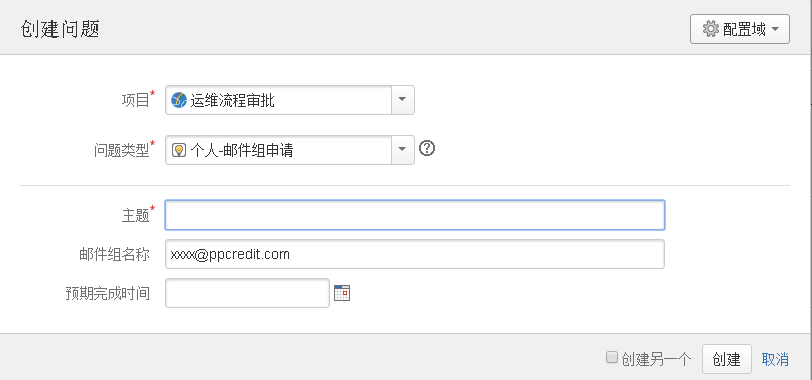 创建问题 配置域
项目* 运维流程审批
问题类型* 个人-邮件组申请 ?
主题*
邮件组名称 xxxx@ppcredit.com
预期完成时间
创建另一个 创建 取消